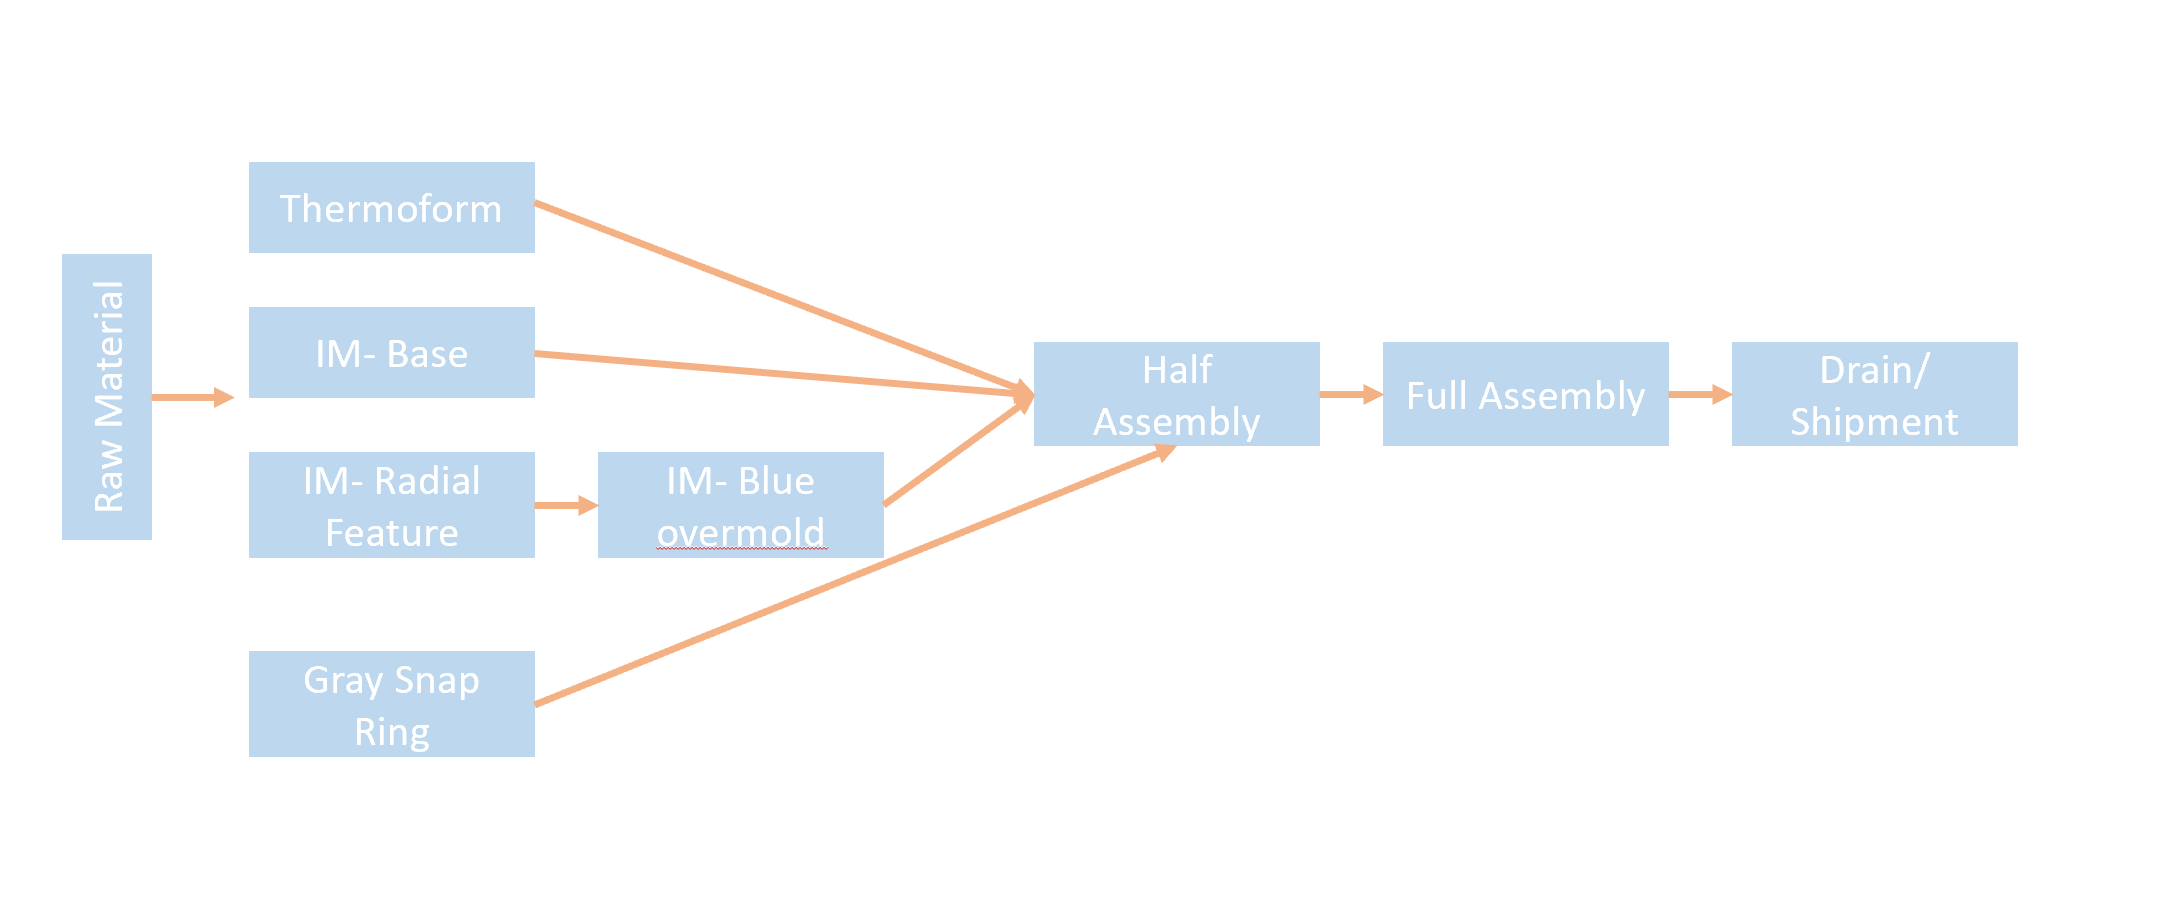 Raw Material
Thermoform
IM- Base
IM- Radial
Feature
IM- Blue
overmold
Gray Snap
Ring
Half
Assembly
Full Assembly
Drain/
Shipment